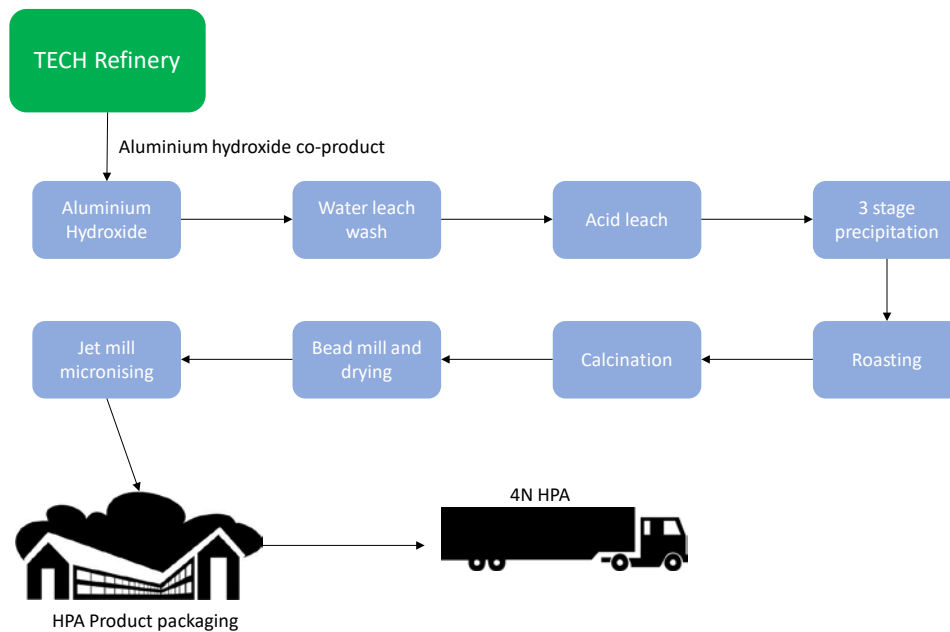 TECH Refinery
Aluminium hydroxide co-product
Aluminium
Hydroxide
Water leach
wash
Acid leach
3 stage
precipitation
Jet mill
micronising
Bead mill and
drying
Calcination
Roasting
4N HPA
HPA Product packaging